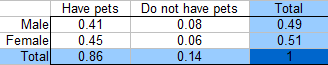 Have pets Do not have pets Total
Male 0.41 0.08 0.49
Female 0.45 0.06 0.51
Total 0.86 0.14 1